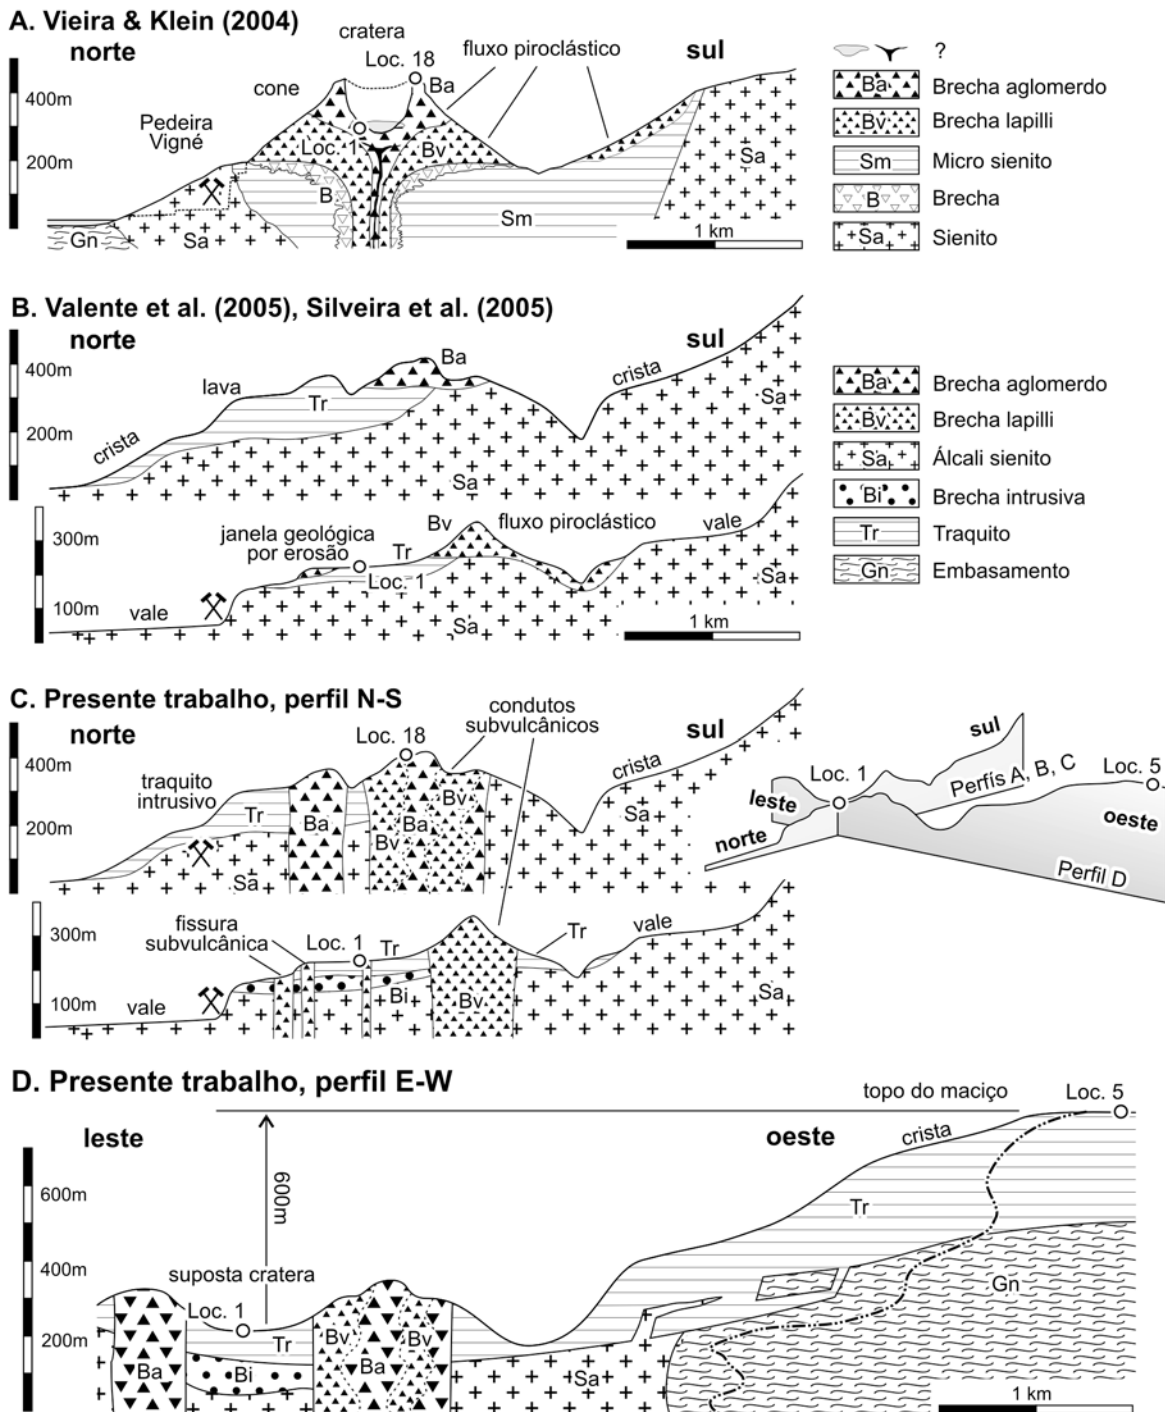 A. Vieira & Klein (2004)
norte
cratera
Loc. 18
fluxo piroclástico
sul
?
400m
cone
Ba
Ba
Brecha aglomerdo
Pedeira
Vigné
Loc. 1
Bv
Bv
Brecha lapilli
200m
Sa
Sm
Micro sienito
B
Sm
B
Brecha
Gn
Sa
1 km
Sa
Sienito
B. Valente et al. (2005), Silveira et al. (2005)
norte
sul
400m
lava
Ba
crista
Sa
Ba
Brecha aglomerdo
Tr
Bv
Brecha lapilli
200m
crista
Sa
Sa
Álcali sienito
Bi
Brecha intrusiva
300m
janela geológica
por erosão
Bv
fluxo piroclástico
vale
Tr
Tr
Traquito
Loc. 1
Sa
Gn
Embasamento
100m
vale
Sa
1 km
C. Presente trabalho, perfil N-S
condutos
subvulcânicos
norte
Loc. 18
sul
400m
traquito
intrusivo
crista
sul
Loc. 1
Perfís A, B, C
Loc. 5
Tr
Ba
Bv
Ba
Bv
Sa
leste
oeste
200m
norte
Sa
Perfil D
300m
fissura
subvulcânica
Loc. 1
Tr
Tr
vale
Bi
Bv
Sa
100m
vale
D. Presente trabalho, perfil E-W
topo do maciço
Loc. 5
leste
oeste
crista
600m
600m
Tr
400m
suposta cratera
Gn
Loc. 1
200m
Tr
Bv
Bv
Ba
Bi
Ba
Sa
1 km